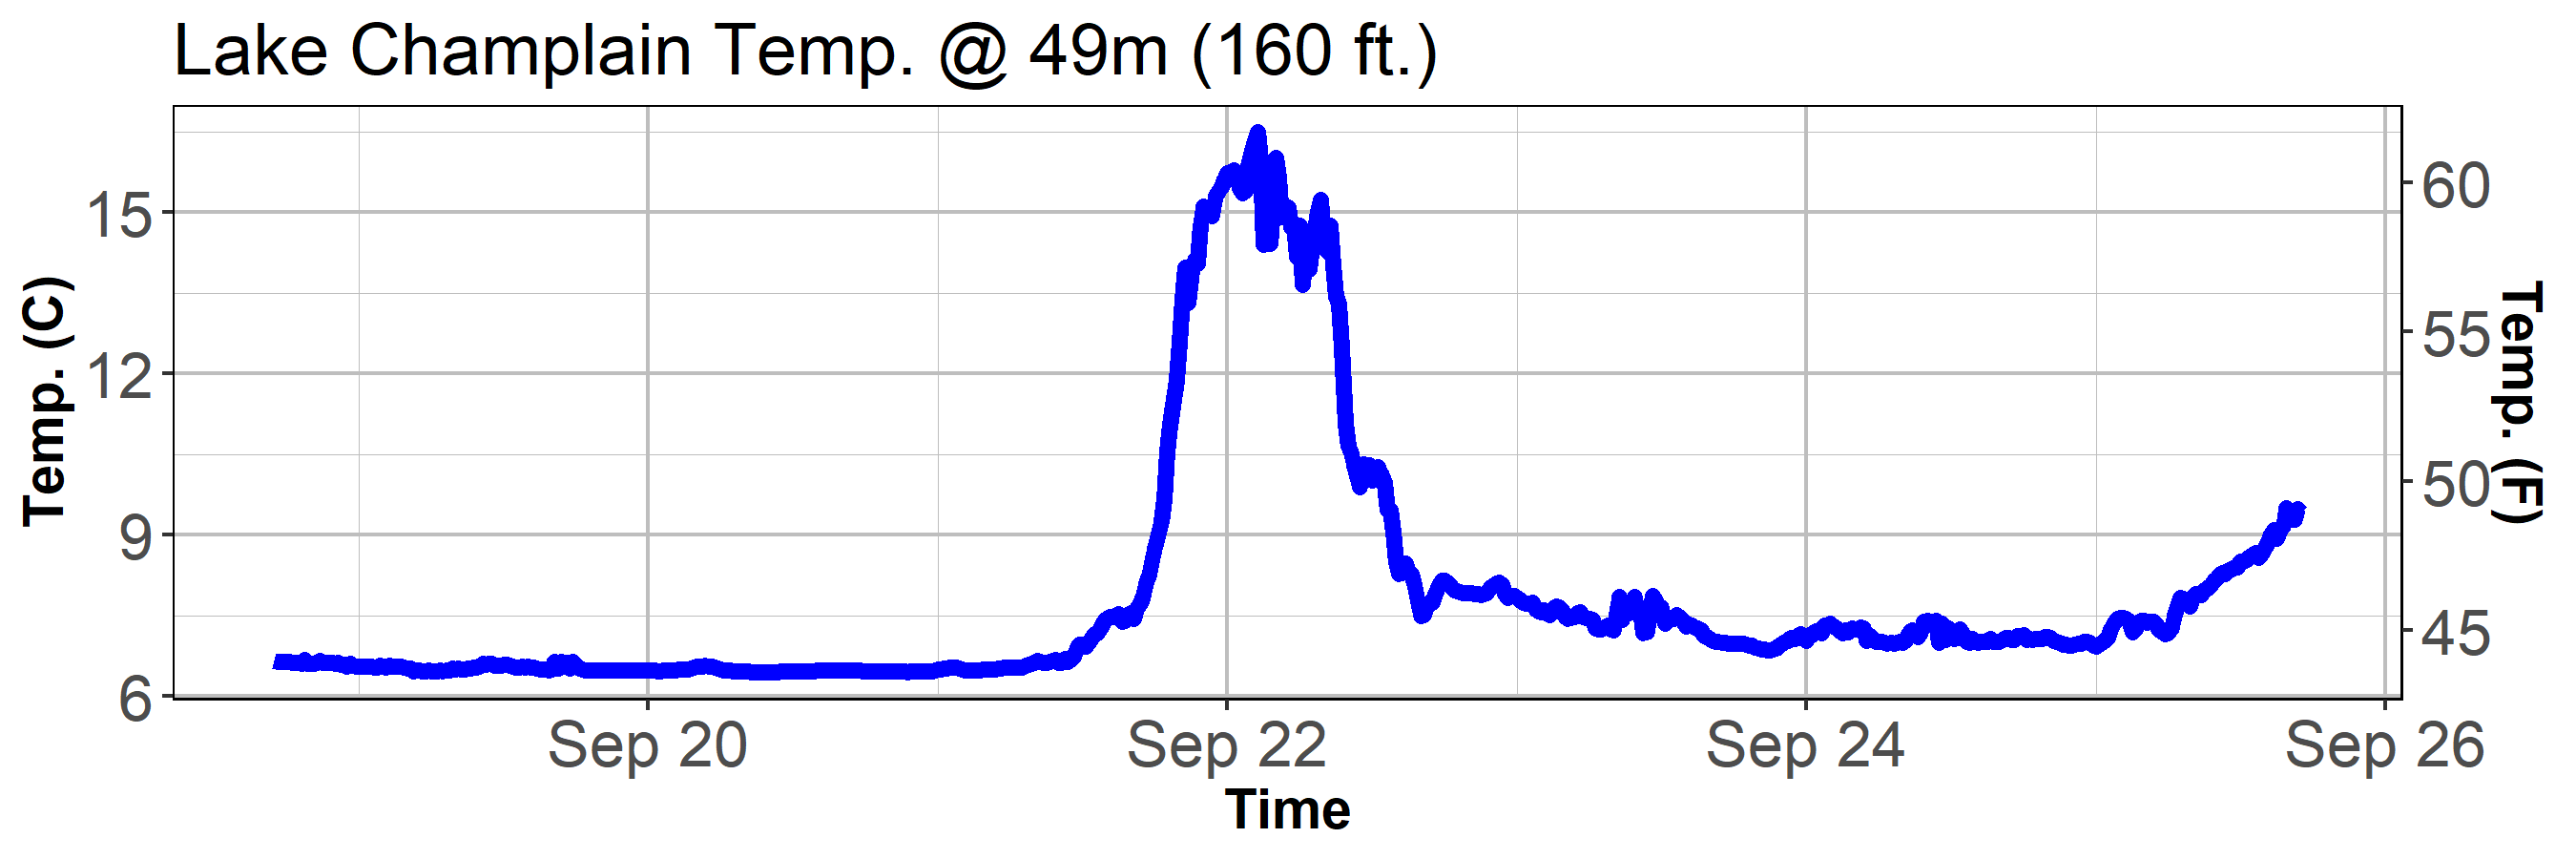 Lake Champlain Temp. @ 49m (160 ft.)
Temp. (C)
15
12
9
6
60
55
50
45
Temp. (F)
Sep 20 Sep 22 Sep 24 Sep 26
Time